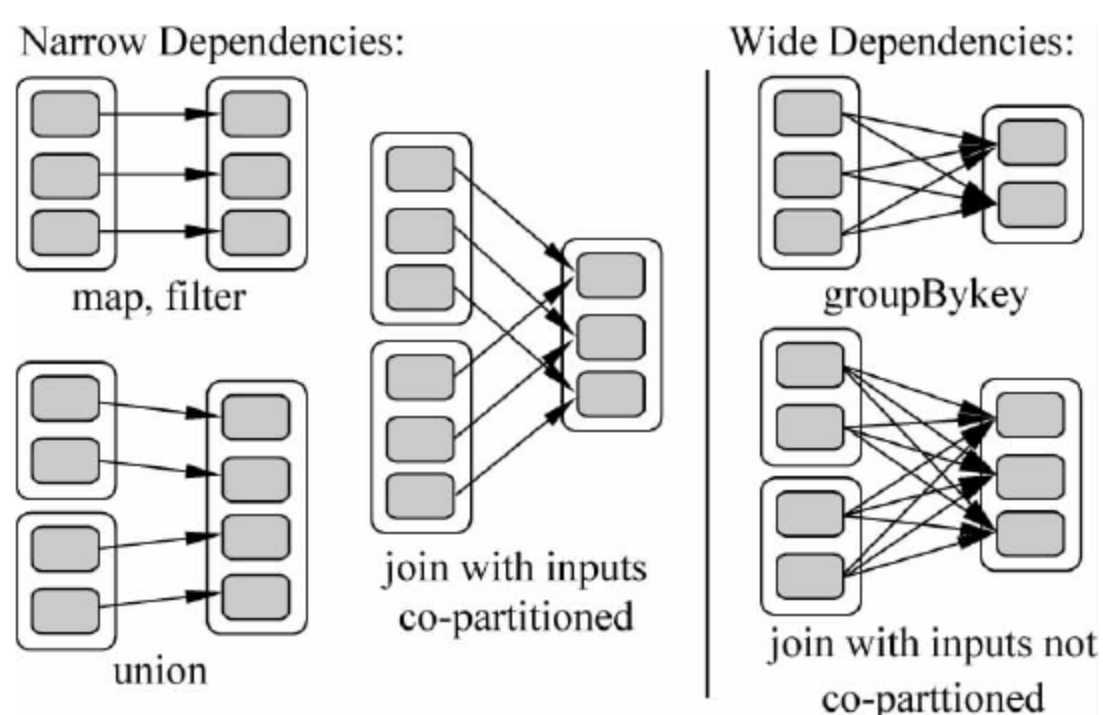 Narrow Dependencies:
map, filter
union
join with inputs
co-partitioned
Wide Dependencies:
groupBykey
join with inputs not
co-parttioned